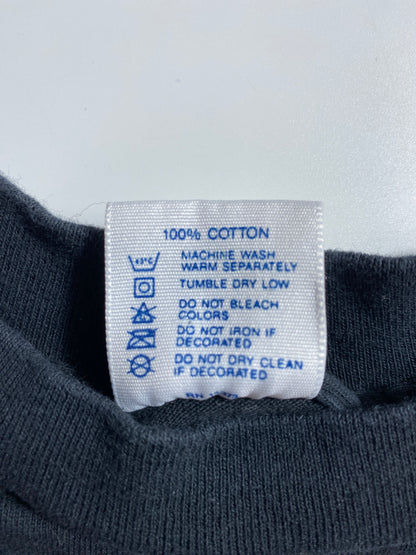 100% COTTON
MACHINE WASH
WARM SEPARATELY
TUMBLE DRY LOW
DO NOT BLEACH
COLORS
DO NOT IRON IF
DECORATED
DO NOT DRY CLEAN
IF DECORATED